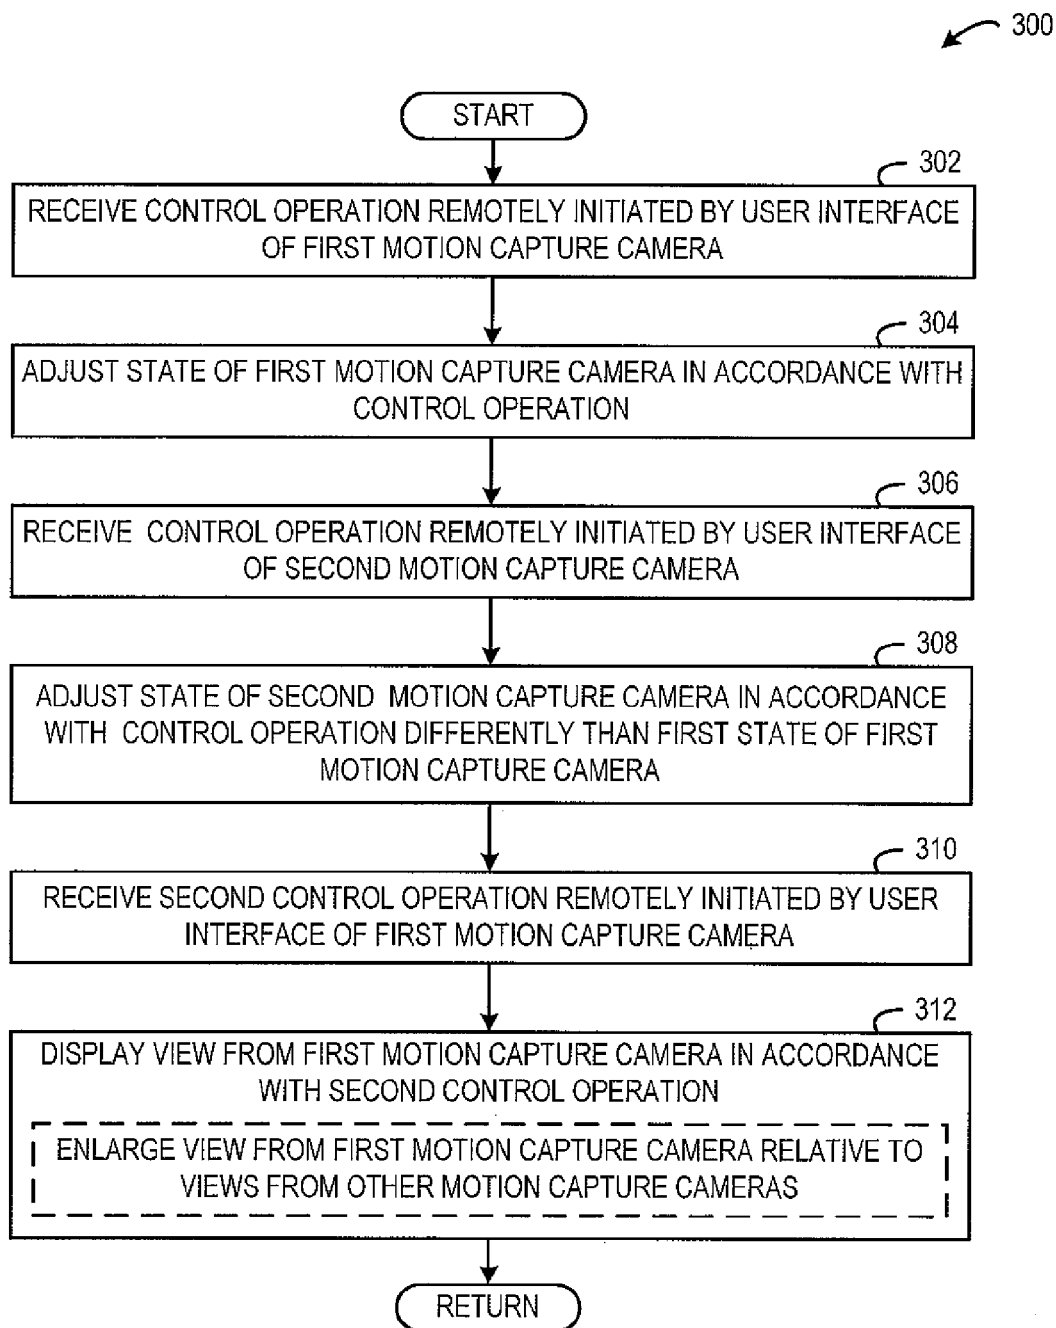 300
START
302
RECEIVE CONTROL OPERATION REMOTELY INITIATED BY USER INTERFACE
OF FIRST MOTION CAPTURE CAMERA
304
ADJUST STATE OF FIRST MOTION CAPTURE CAMERA IN ACCORDANCE WITH
CONTROL OPERATION
306
RECEIVE CONTROL OPERATION REMOTELY INITIATED BY USER INTERFACE
OF SECOND MOTION CAPTURE CAMERA
308
ADJUST STATE OF SECOND MOTION CAPTURE CAMERA IN ACCORDANCE
WITH CONTROL OPERATION DIFFERENTLY THAN FIRST STATE OF FIRST
MOTION CAPTURE CAMERA
310
RECEIVE SECOND CONTROL OPERATION REMOTELY INITIATED BY USER
INTERFACE OF FIRST MOTION CAPTURE CAMERA
312
DISPLAY VIEW FROM FIRST MOTION CAPTURE CAMERA IN ACCORDANCE
WITH SECOND CONTROL OPERATION
ENLARGE VIEW FROM FIRST MOTION CAPTURE CAMERA RELATIVE TO
VIEWS FROM OTHER MOTION CAPTURE CAMERAS
RETURN